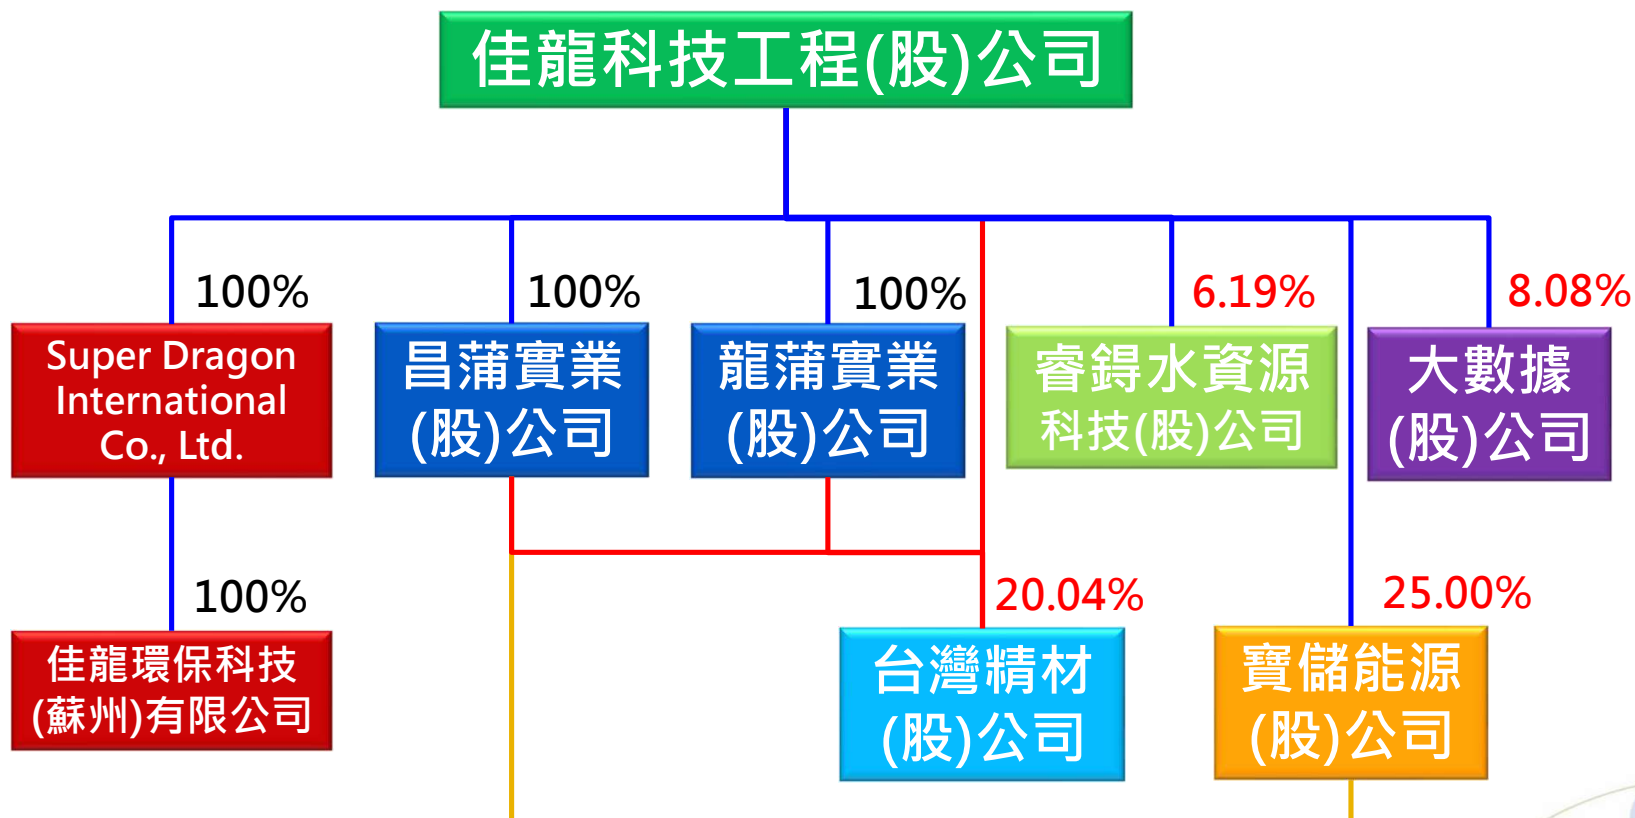 佳龍科技工程(股)公司
100%
100%
100%
6.19%
8.08%
Super Dragon
International
Co., Ltd.
昌蒲實業
(股)公司
龍蒲實業
(股)公司
睿鍀水資源
科技(股)公司
大數據
(股)公司
100%
20.04%
25.00%
佳龍環保科技
(蘇州)有限公司
台灣精材
(股)公司
寶儲能源
(股)公司